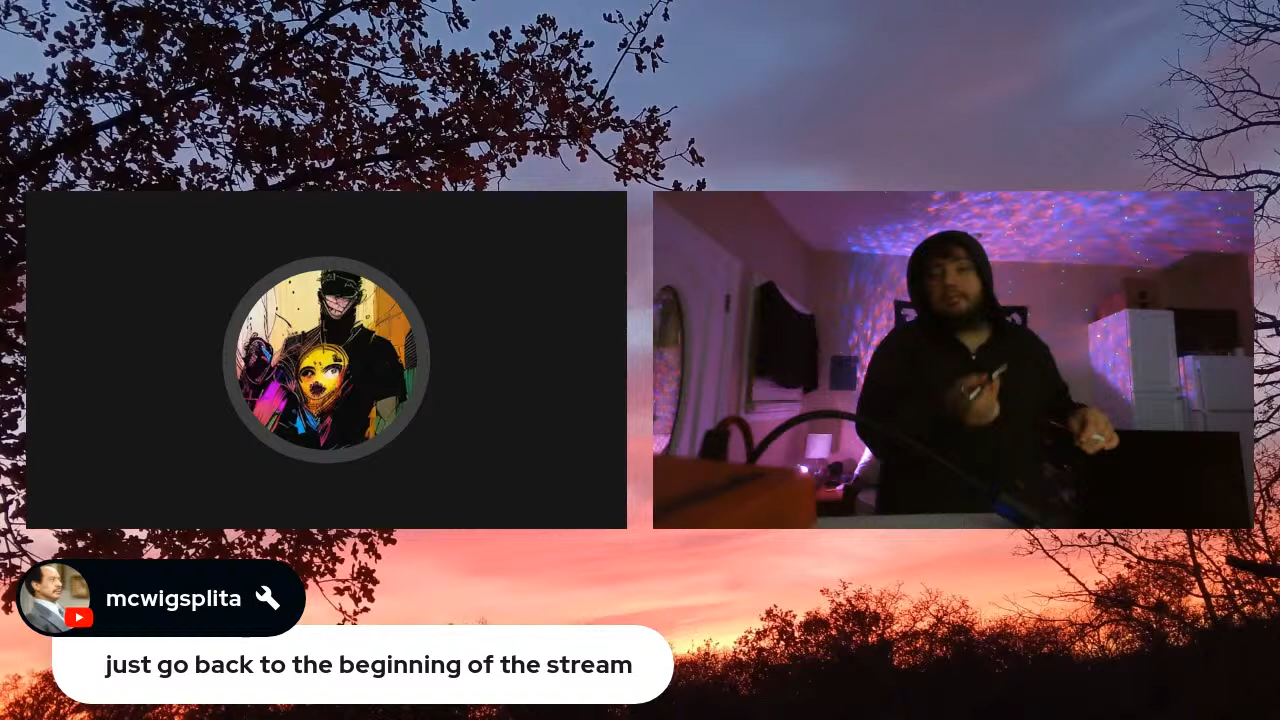 mcwigsplita
just go back to the beginning of the stream